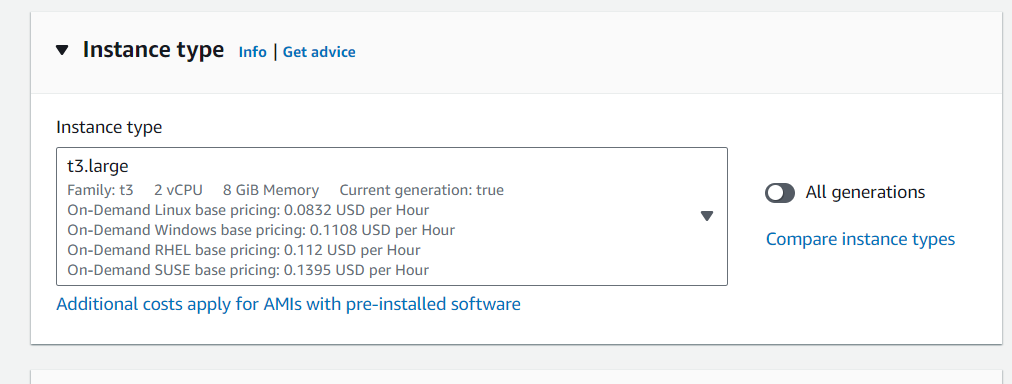 Instance type Info | Get advice
Instance type
t3.large
Family: t3 2 vCPU 8 GiB Memory Current generation: true
On-Demand Linux base pricing: 0.0832 USD per Hour
On-Demand Windows base pricing: 0.1108 USD per Hour
On-Demand RHEL base pricing: 0.112 USD per Hour
On-Demand SUSE base pricing: 0.1395 USD per Hour
All generations
Compare instance types
Additional costs apply for AMIs with pre-installed software